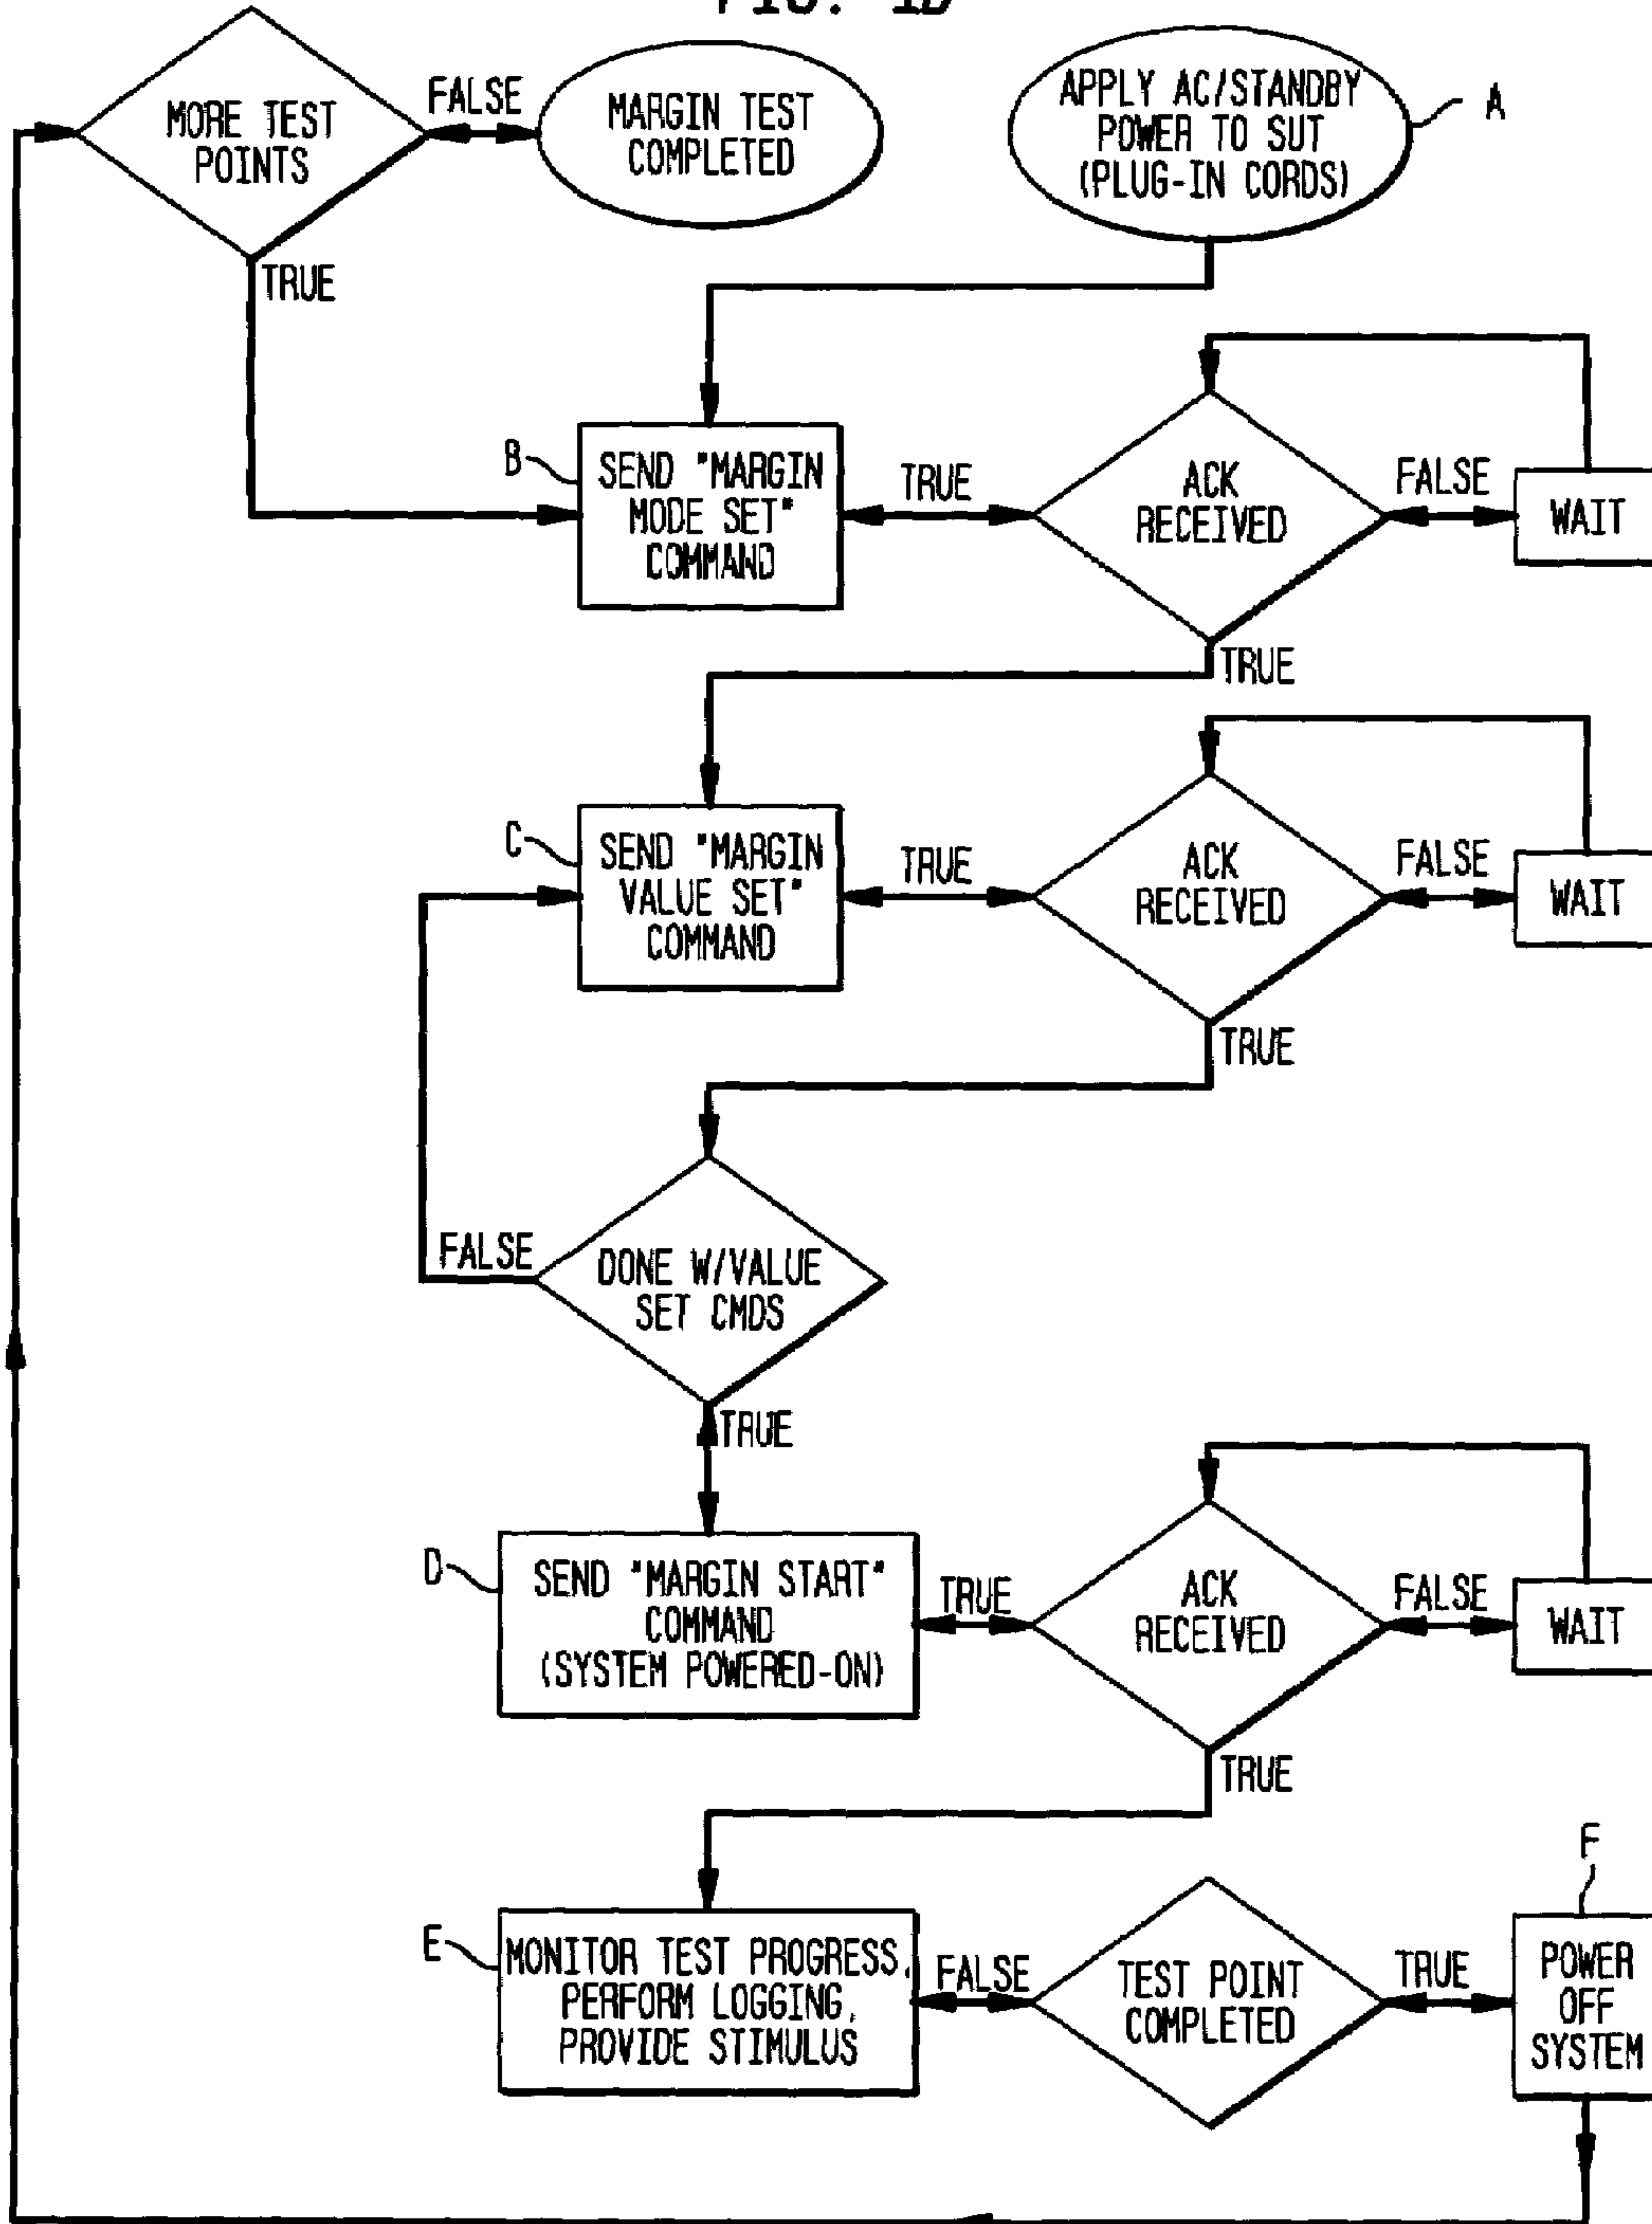 FIG. 1B
MORE TEST
POINTS
FALSE
TRUE
MARGIN TEST
COMPLETED
APPLY AC/STANDBY
POWER TO SUT
(PLUG-IN CORDS)
A
B
SEND "MARGIN
MODE SET"
COMMAND
TRUE
ACK
RECEIVED
FALSE
WAIT
TRUE
C
SEND "MARGIN
VALUE SET"
COMMAND
TRUE
ACK
RECEIVED
FALSE
WAIT
TRUE
FALSE
DONE W/VALUE
SET CMDS
TRUE
D
SEND "MARGIN START"
COMMAND
(SYSTEM POWERED-ON)
TRUE
ACK
RECEIVED
FALSE
WAIT
TRUE
E
MONITOR TEST PROGRESS,
PERFORM LOGGING,
PROVIDE STIMULUS
FALSE
TEST POINT
COMPLETED
TRUE
F
POWER
OFF
SYSTEM